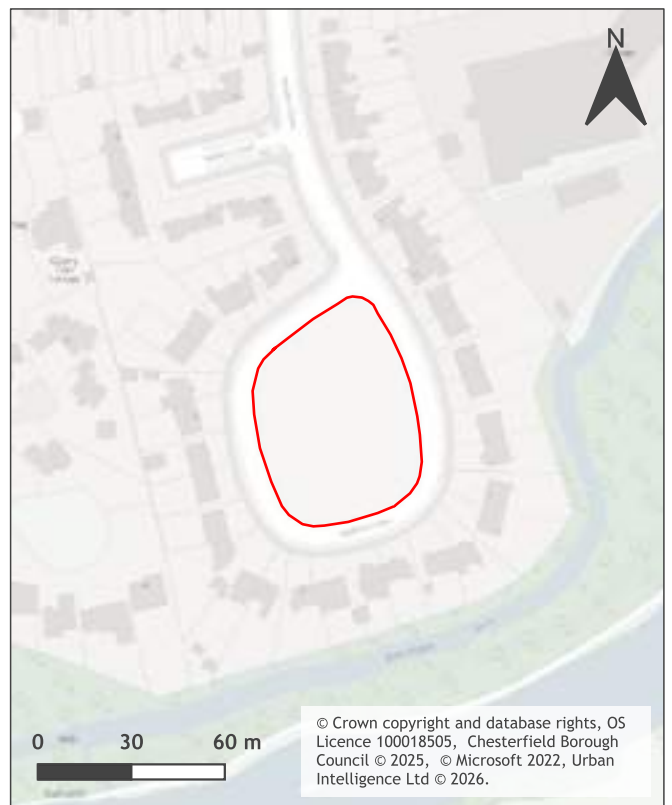 N
0 30 60 m
© Crown copyright and database rights, OS
Licence 100018505, Chesterfield Borough
Council © 2025, © Microsoft 2022, Urban
Intelligence Ltd © 2026.